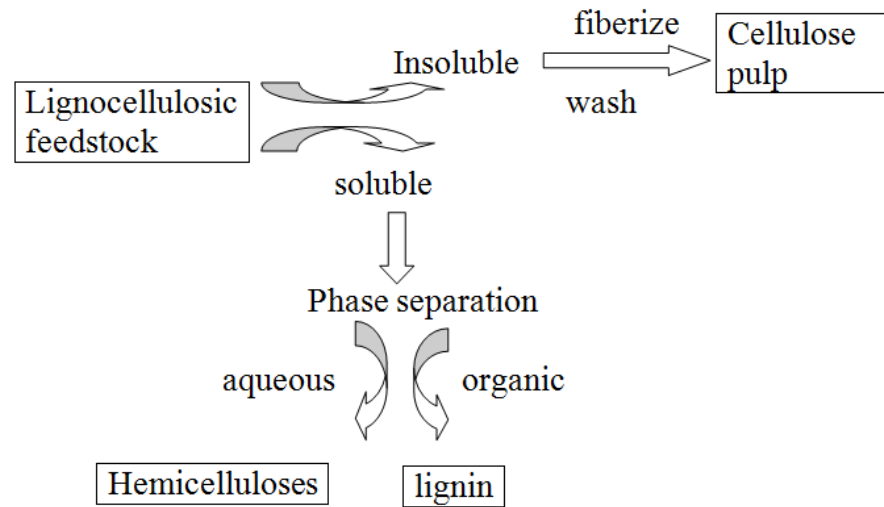 fiberize
Cellulose
pulp
Insoluble
wash
Lignocellulosic
feedstock
soluble
Phase separation
aqueous
organic
Hemicelluloses
lignin